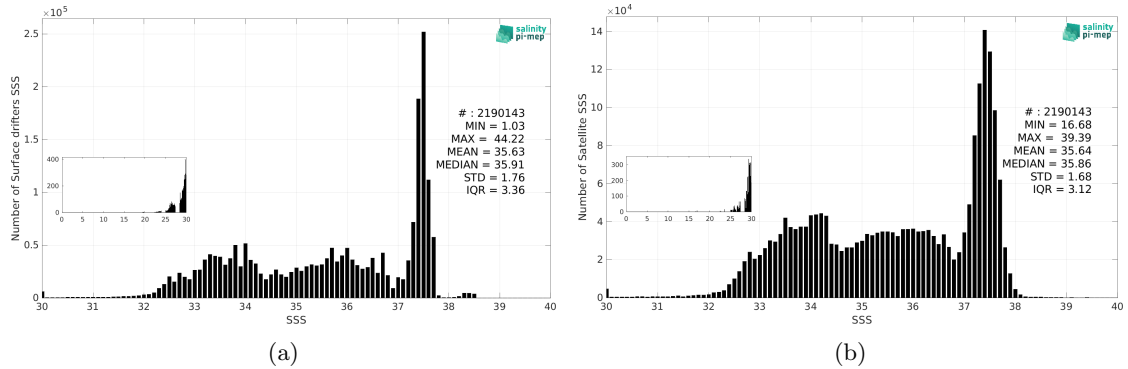 ×10⁵
2.5
2
1.5
1
0.5
0
Number of Surface drifters SSS
salinity
pi-mep
# : 2190143
MIN = 1.03
MAX = 44.22
MEAN = 35.63
MEDIAN = 35.91
STD = 1.76
IQR = 3.36
400
200
0
0 5 10 15 20 25 30
30 31 32 33 34 35 36 37 38 39 40
SSS
(a)
×10⁴
14
12
10
8
6
4
2
0
Number of Satellite SSS
salinity
pi-mep
# : 2190143
MIN = 16.68
MAX = 39.39
MEAN = 35.64
MEDIAN = 35.86
STD = 1.68
IQR = 3.12
300
200
100
0
0 5 10 15 20 25 30
30 31 32 33 34 35 36 37 38 39 40
SSS
(b)